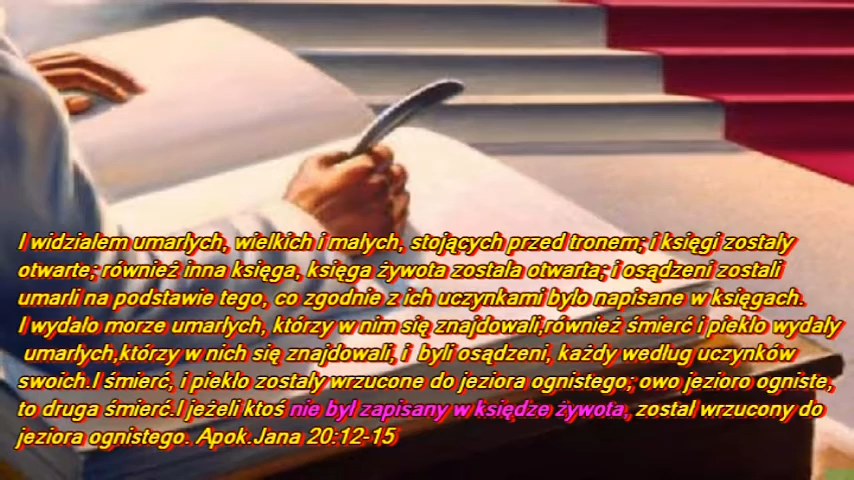 I widziałem umarłych, wielkich i małych, stojących przed tronem; i księgi zostały
otwarte; również inna księga, księga żywota została otwarta; i osądzeni zostali
umarli na podstawie tego, co zgodnie z ich uczynkami było napisane w księgach.
I wydało morze umarłych, którzy w nim się znajdowali,również śmierć i piekło wydały
umarłych,którzy w nich się znajdowali, i byli osądzeni, każdy według uczynków
swoich.I śmierć, i piekło zostały wrzucone do jeziora ognistego; owo jezioro ogniste,
to druga śmierć.I jeżeli ktoś nie był zapisany w księdze żywota, został wrzucony do
jeziora ognistego. Apok.Jana 20:12-15